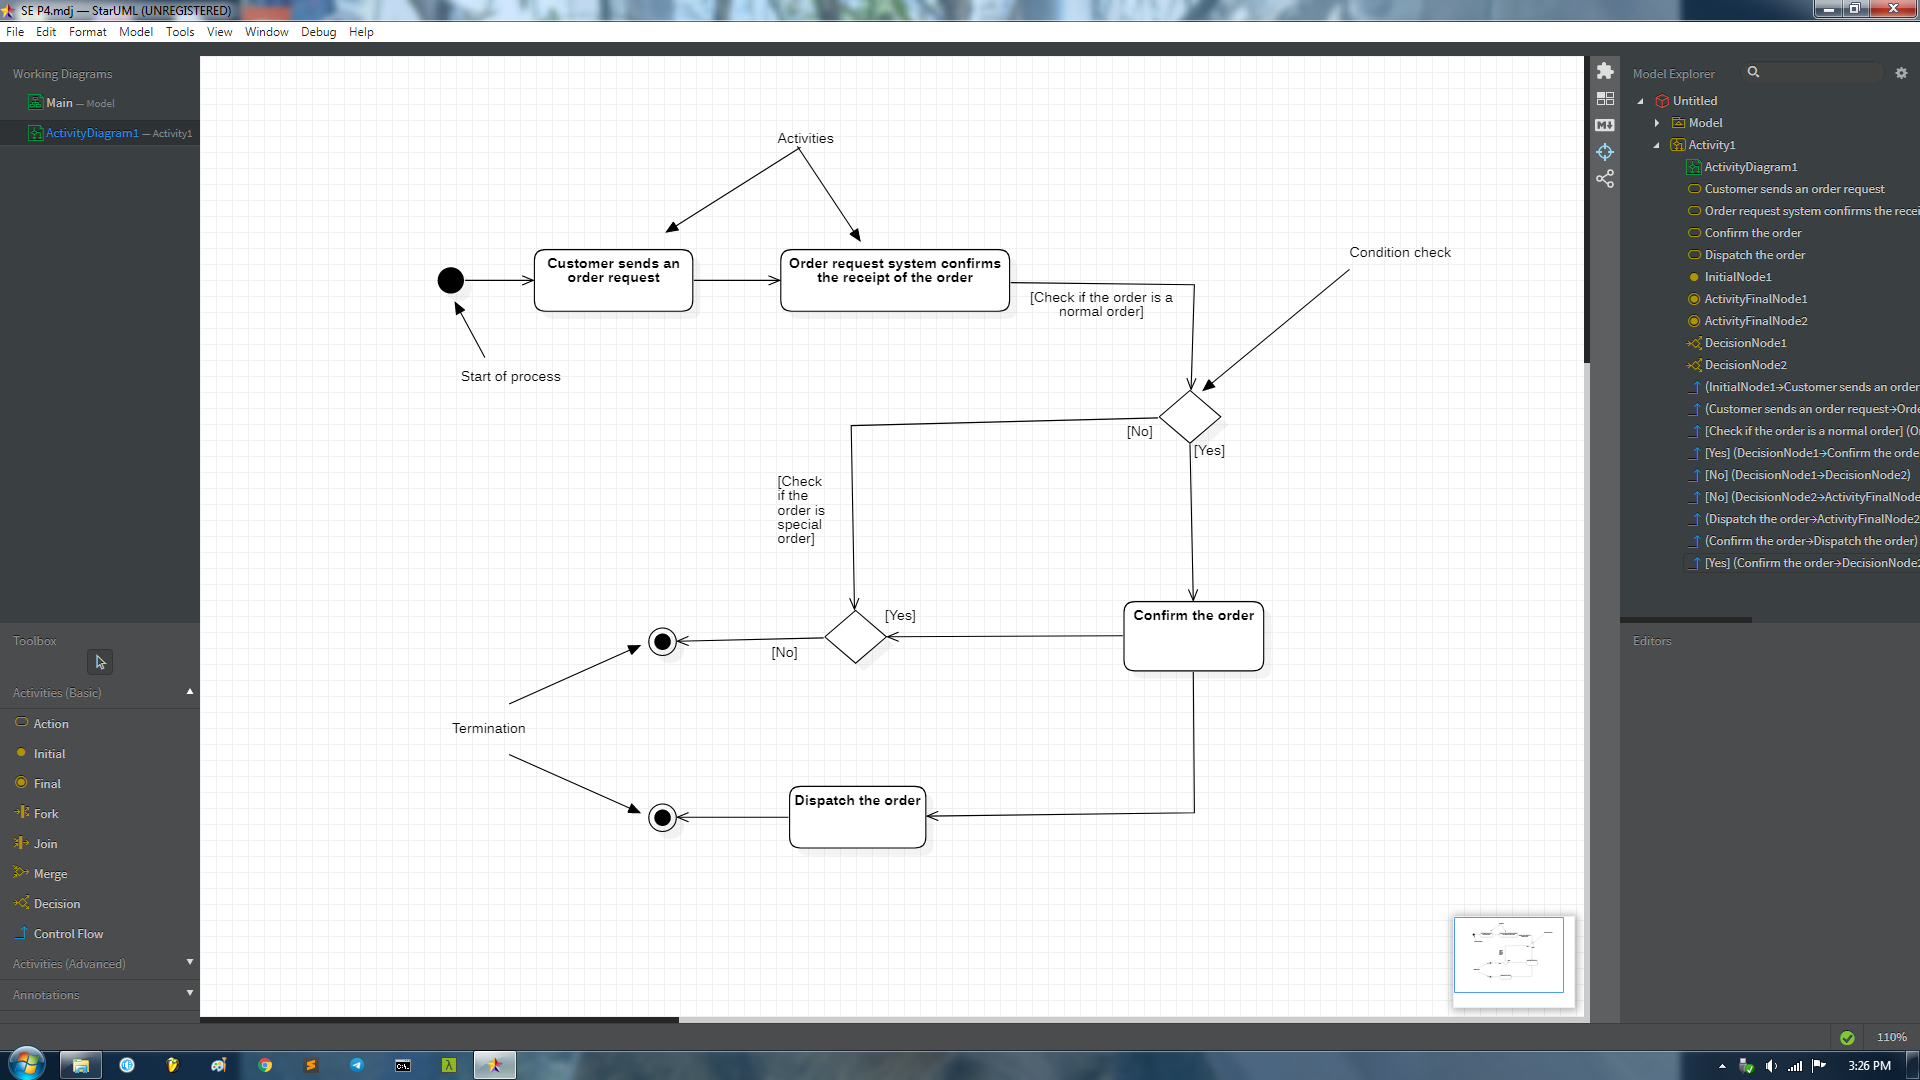 SE P4.mdj — StarUML (UNREGISTERED)
File Edit Format Model Tools View Window Debug Help
Working Diagrams
Main — Model
ActivityDiagram1 — Activity1
Toolbox
Activities (Basic)
Action
Initial
Final
Fork
Join
Merge
Decision
Control Flow
Activities (Advanced)
Annotations
Activities
Customer sends an
order request
Order request system confirms
the receipt of the order
Condition check
[Check if the order is a
normal order]
Start of process
[No]
[Yes]
[Check
if the
order is
special
order]
[Yes]
Confirm the order
[No]
Termination
Dispatch the order
Model Explorer
Untitled
Model
Activity1
ActivityDiagram1
Customer sends an order request
Order request system confirms the recei
Confirm the order
Dispatch the order
InitialNode1
ActivityFinalNode1
ActivityFinalNode2
DecisionNode1
DecisionNode2
(InitialNode1→Customer sends an order
(Customer sends an order request→Orde
[Check if the order is a normal order] (O
[Yes] (DecisionNode1→Confirm the orde
[No] (DecisionNode1→DecisionNode2)
[No] (DecisionNode2→ActivityFinalNode
(Dispatch the order→ActivityFinalNode2
(Confirm the order→Dispatch the order)
[Yes] (Confirm the order→DecisionNode2
Editors
110%
3:26 PM